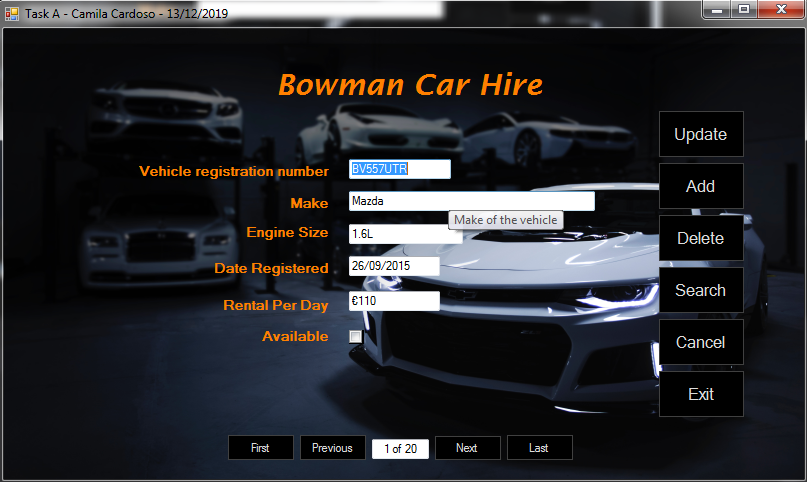 Task A - Camila Cardoso - 13/12/2019
Bowman Car Hire
Update
Vehicle registration number BV557UTR
Add
Make Mazda
Make of the vehicle
Engine Size 1.6L
Delete
Date Registered 26/09/2015
Search
Rental Per Day €110
Available
Cancel
Exit
First Previous 1 of 20 Next Last